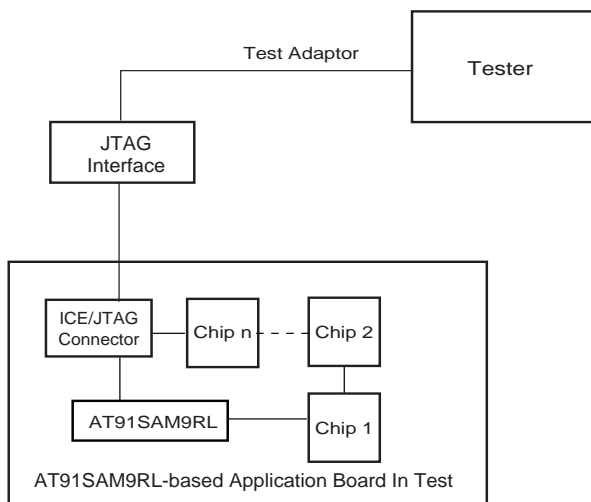 Test Adaptor
Tester
JTAG
Interface
ICE/JTAG
Connector
Chip n
Chip 2
AT91SAM9RL
Chip 1
AT91SAM9RL-based Application Board In Test